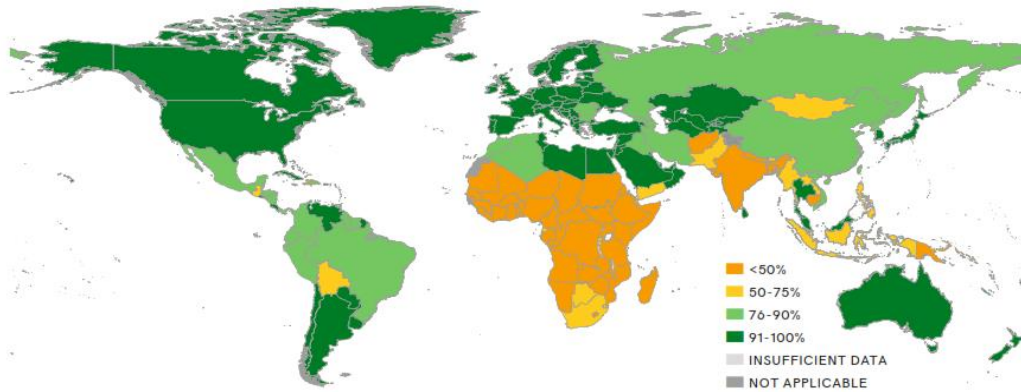 <50%
50-75%
76-90%
91-100%
INSUFFICIENT DATA
NOT APPLICABLE